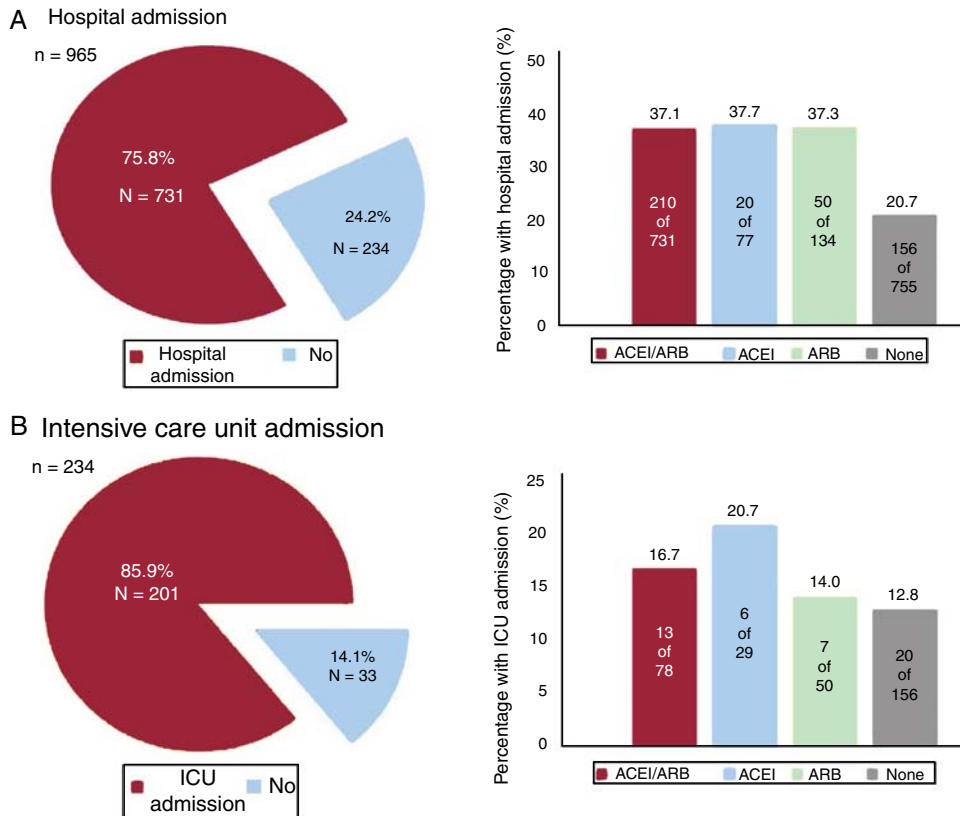 A Hospital admission
n = 965
75.8%
N = 731
24.2%
N = 234
Hospital
admission
No
Percentage with hospital admission (%)
50
40
30
20
10
0
37.1
37.7
37.3
20.7
210
of
731
20
of
77
50
of
134
156
of
755
ACEI/ARB ACEI ARB None
B Intensive care unit admission
n = 234
85.9%
N = 201
14.1%
N = 33
ICU
admission
No
Percentage with ICU admission (%)
25
20
15
10
5
0
16.7
20.7
14.0
12.8
13
of
78
6
of
29
7
of
50
20
of
156
ACEI/ARB ACEI ARB None